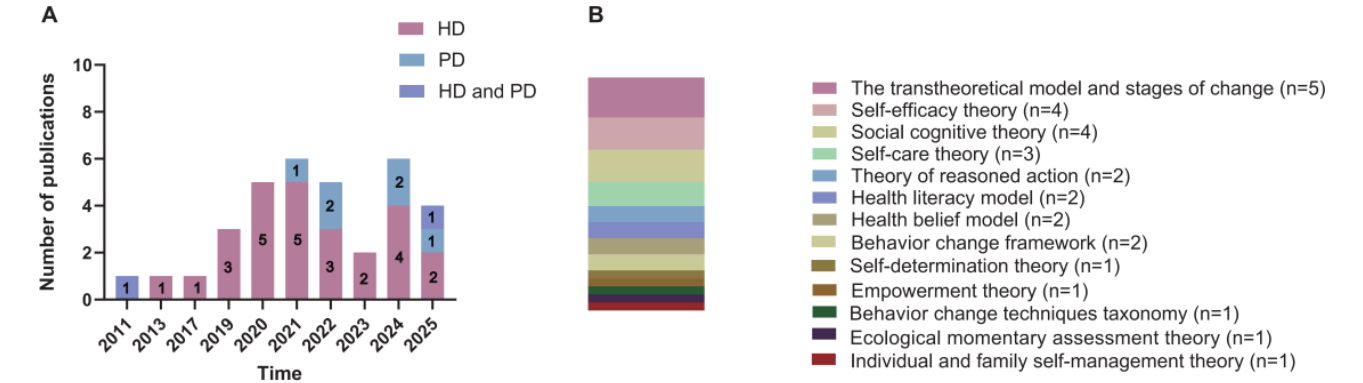 A
HD
PD
HD and PD
Number of publications
10
8
6
4
2
0
1
1
1
3
5
5
1
3
2
2
4
2
2
1
1
2011
2013
2017
2019
2020
2021
2022
2023
2024
2025
Time
B
The transtheoretical model and stages of change (n=5)
Self-efficacy theory (n=4)
Social cognitive theory (n=4)
Self-care theory (n=3)
Theory of reasoned action (n=2)
Health literacy model (n=2)
Health belief model (n=2)
Behavior change framework (n=2)
Self-determination theory (n=1)
Empowerment theory (n=1)
Behavior change techniques taxonomy (n=1)
Ecological momentary assessment theory (n=1)
Individual and family self-management theory (n=1)